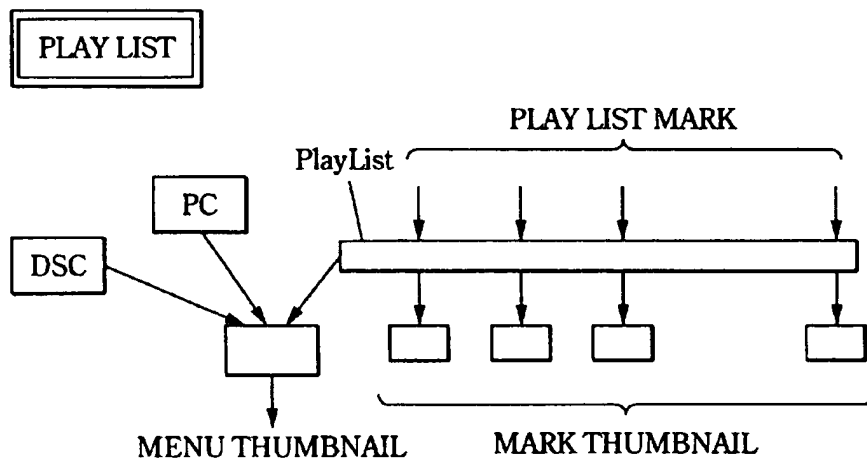 PLAY LIST
PLAY LIST MARK
PlayList
PC
DSC
MENU THUMBNAIL
MARK THUMBNAIL